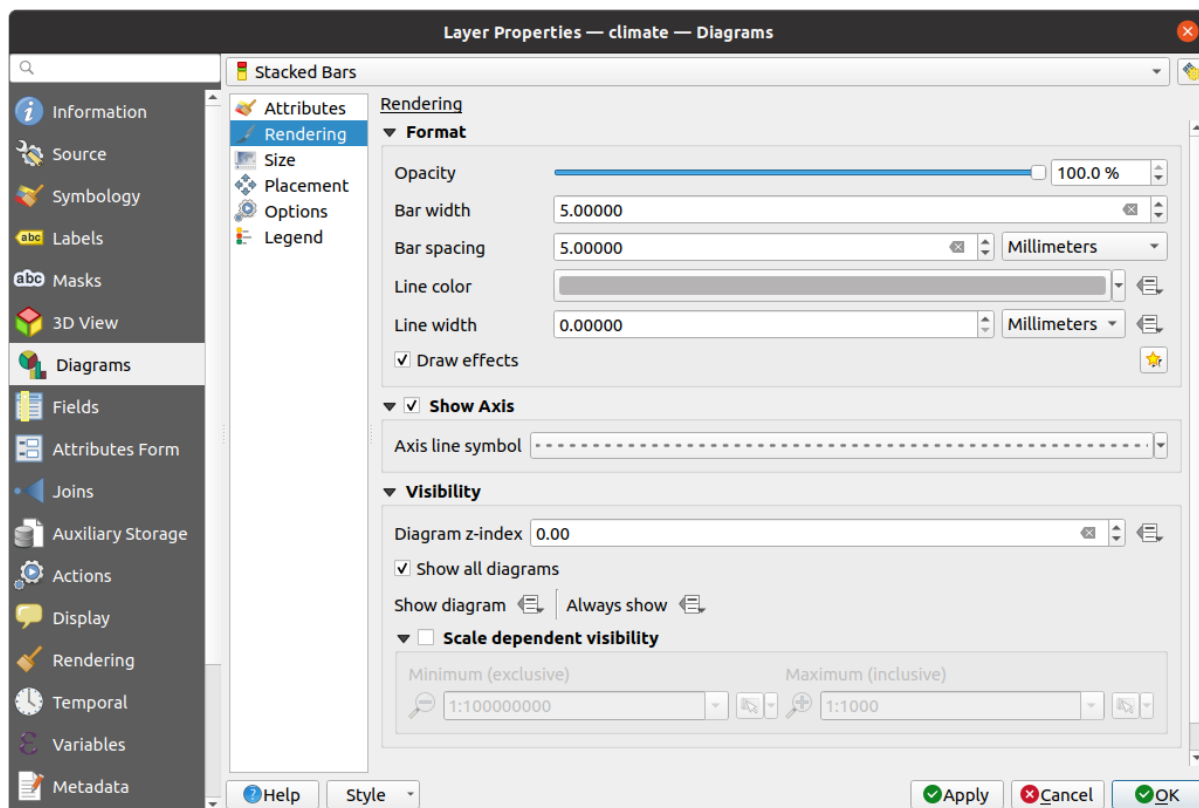 Layer Properties — climate — Diagrams
Stacked Bars
Information
Source
Symbology
abc Labels
abc Masks
3D View
Diagrams
Fields
Attributes Form
Joins
Auxiliary Storage
Actions
Display
Rendering
Temporal
Variables
Metadata
Attributes
Rendering
Size
Placement
Options
Legend
Rendering
Format
Opacity 100.0 %
Bar width 5.00000
Bar spacing 5.00000 Millimeters
Line color
Line width 0.00000 Millimeters
Draw effects
Show Axis
Axis line symbol
Visibility
Diagram z-index 0.00
Show all diagrams
Show diagram Always show
Scale dependent visibility
Minimum (exclusive) Maximum (inclusive)
1:100000000 1:1000
Help Style Apply Cancel OK